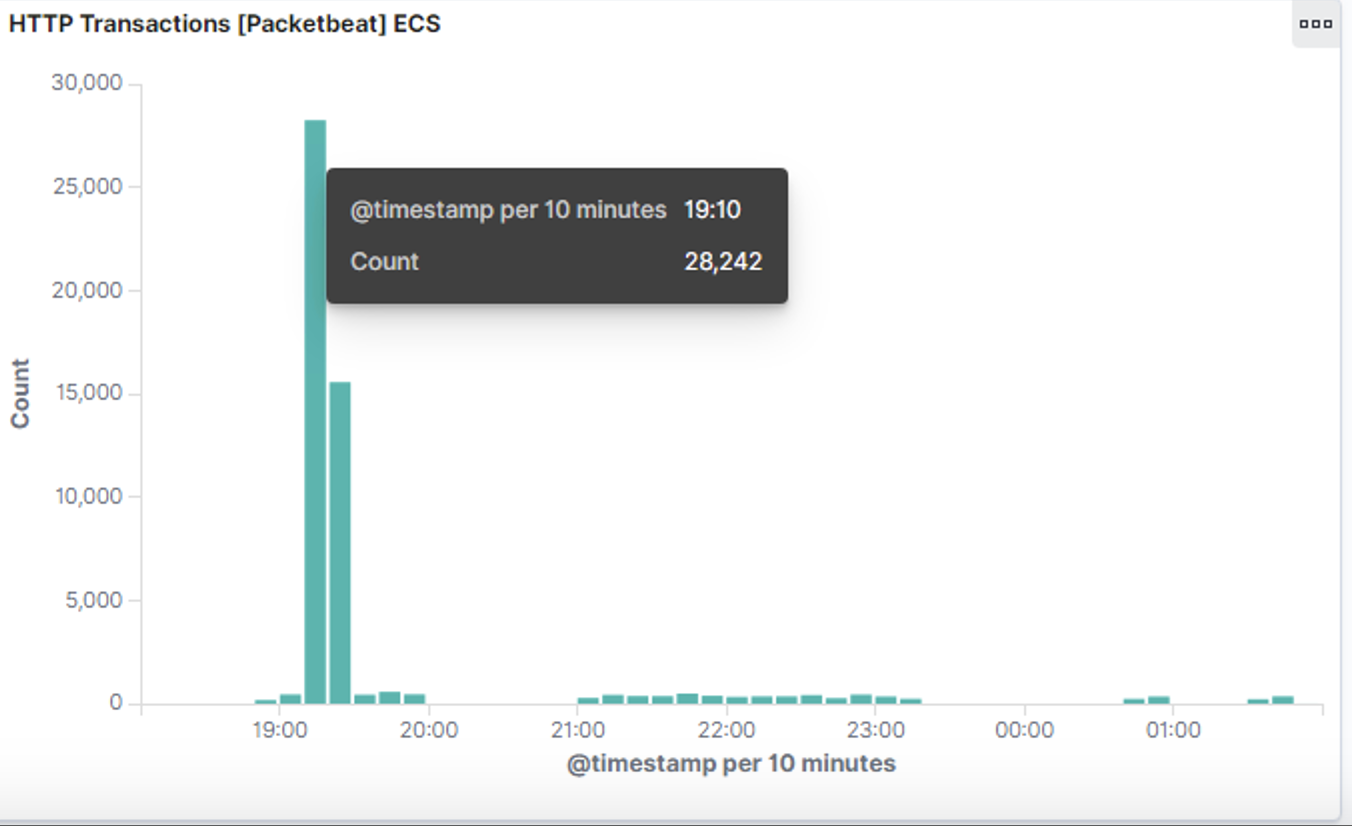 HTTP Transactions [Packetbeat] ECS
30,000
25,000
20,000
15,000
10,000
5,000
0
Count
@timestamp per 10 minutes 19:10
Count 28,242
19:00 20:00 21:00 22:00 23:00 00:00 01:00
@timestamp per 10 minutes